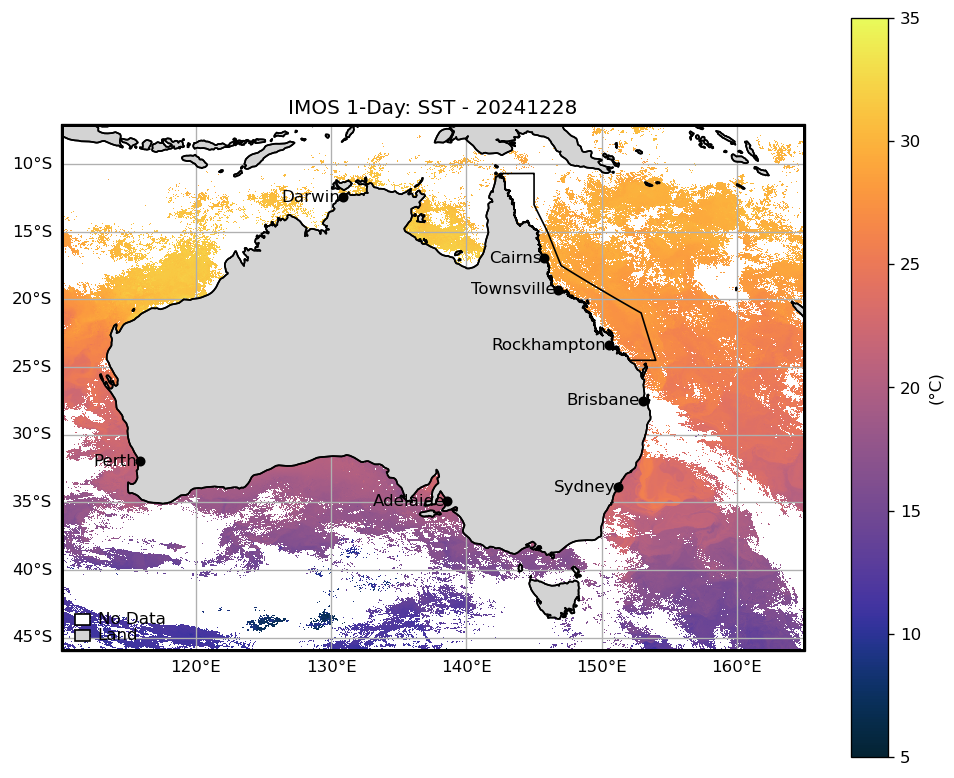 IMOS 1-Day: SST - 20241228
35
30
25
20
15
10
5
(°C)
10°S
15°S
20°S
25°S
30°S
35°S
40°S
45°S
Darwin
Cairns
Townsville
Rockhampton
Brisbane
Perth
Sydney
Adelaide
No Data
Land
120°E
130°E
140°E
150°E
160°E